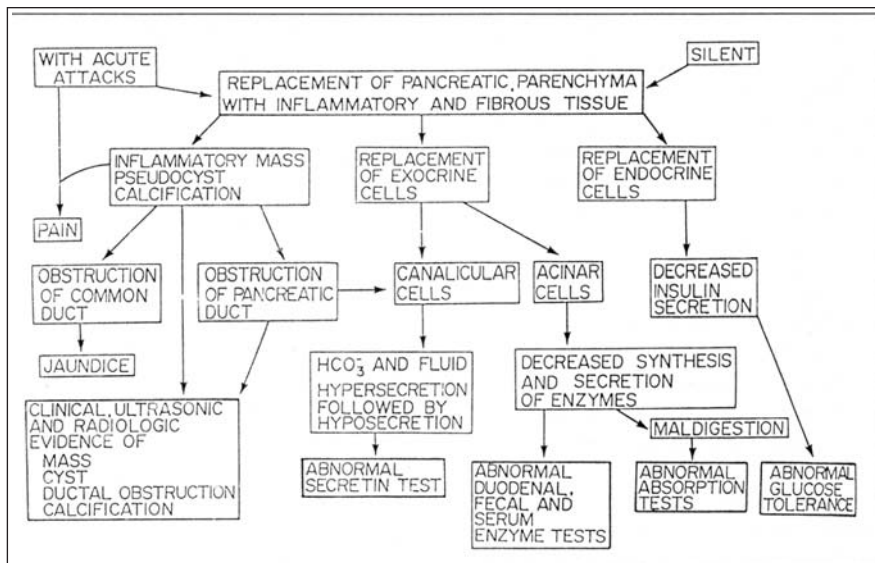 WITH ACUTE
ATTACKS
SILENT
REPLACEMENT OF PANCREATIC, PARENCHYMA
WITH INFLAMMATORY AND FIBROUS TISSUE
INFLAMMATORY MASS
PSEUDOCYST
CALCIFICATION
REPLACEMENT
OF EXOCRINE
CELLS
REPLACEMENT
OF ENDOCRINE
CELLS
PAIN
OBSTRUCTION
OF COMMON
DUCT
OBSTRUCTION
OF PANCREATIC
DUCT
CANALICULAR
CELLS
ACINAR
CELLS
DECREASED
INSULIN
SECRETION
JAUNDICE
HCO₃⁻ AND FLUID
HYPERSECRETION
FOLLOWED BY
HYPOSECRETION
DECREASED SYNTHESIS
AND SECRETION
OF ENZYMES
MALDIGESTION
CLINICAL, ULTRASONIC
AND RADIOLOGIC
EVIDENCE OF
MASS
CYST
DUCTAL OBSTRUCTION
CALCIFICATION
ABNORMAL
SECRETIN TEST
ABNORMAL
DUODENAL,
FECAL AND
SERUM
ENZYME TESTS
ABNORMAL
ABSORPTION
TESTS
ABNORMAL
GLUCOSE
TOLERANCE